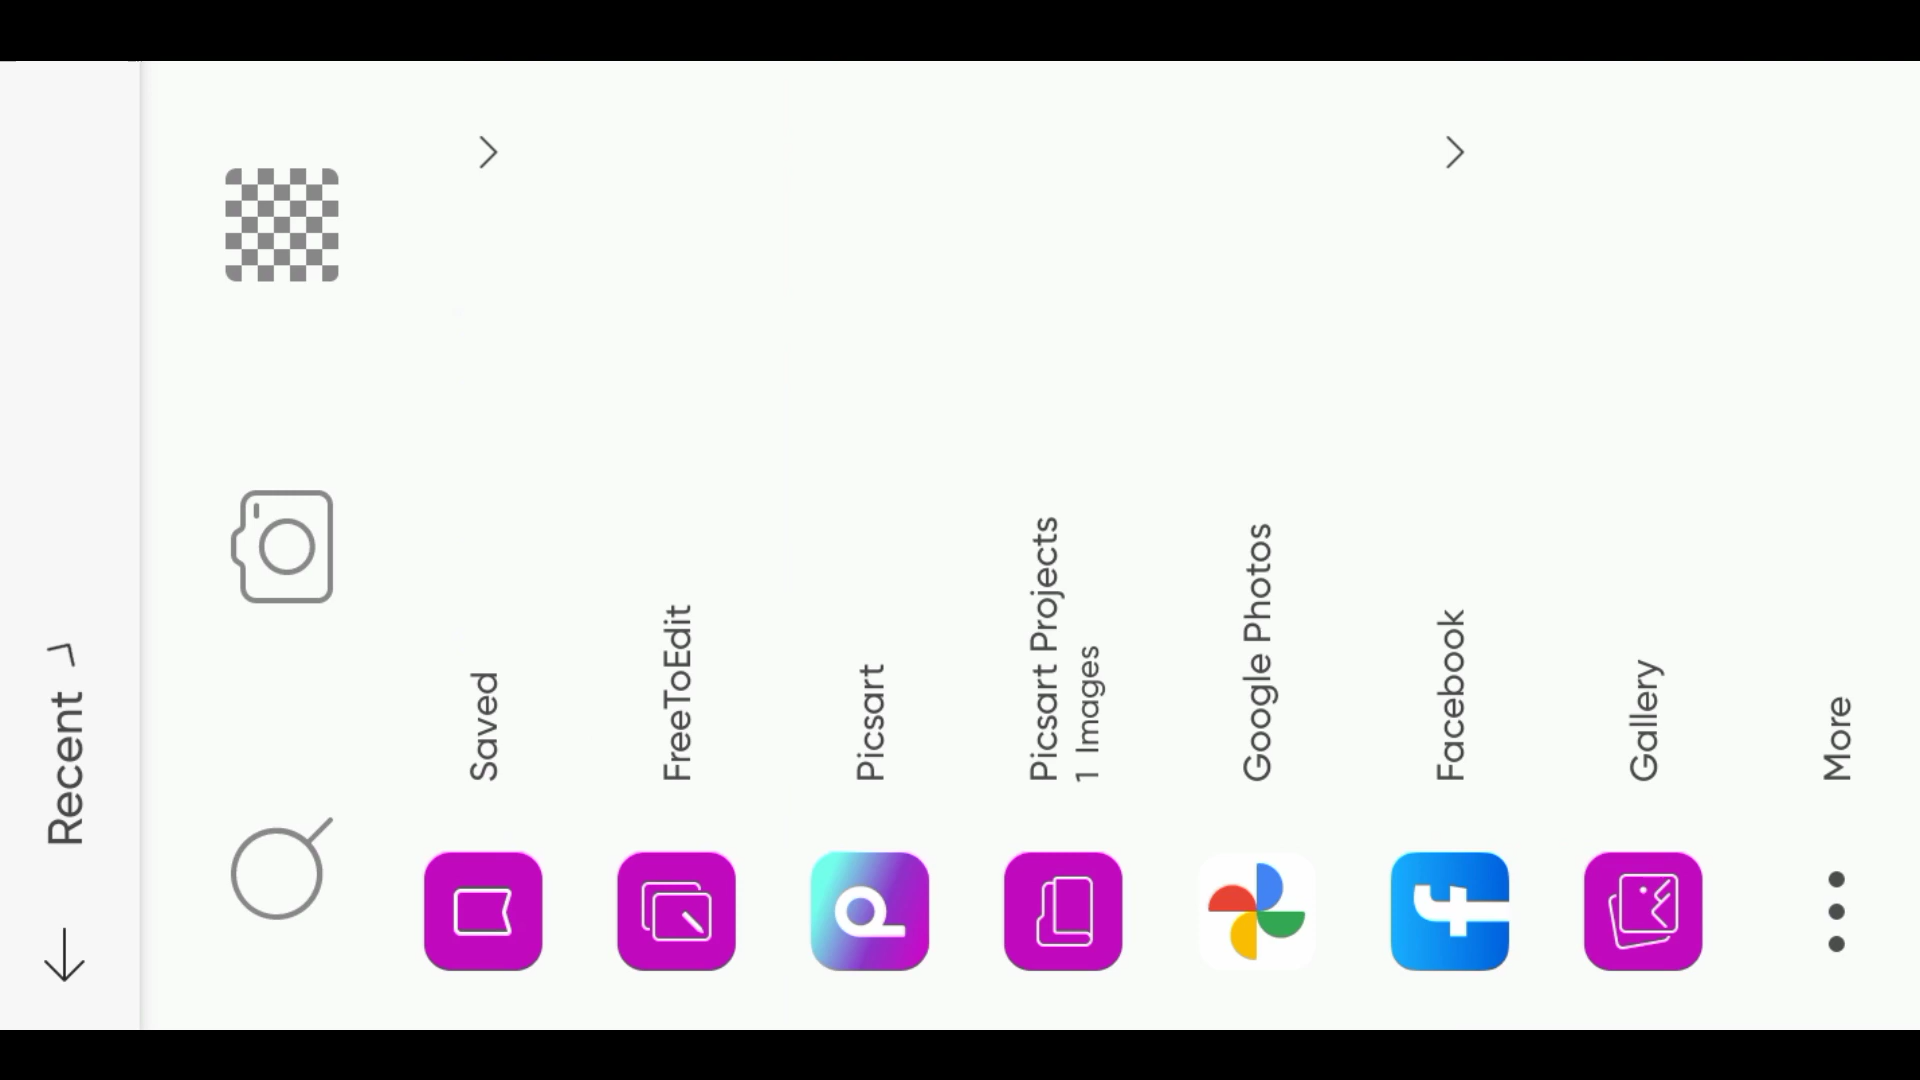 Recent
Saved
FreeToEdit
Picsart
Picsart Projects
1 Images
Google Photos
Facebook
Gallery
More